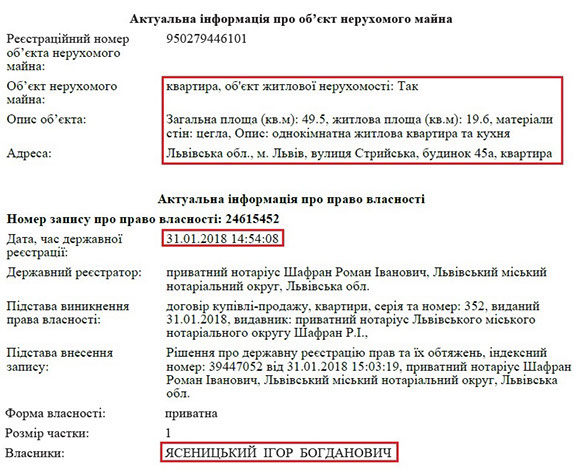 Актуальна інформація про об’єкт нерухомого майна
Реєстраційний номер об’єкта нерухомого майна:
950279446101
Об’єкт нерухомого майна:
квартира, об'єкт житлової нерухомості: Так
Опис об’єкта:
Загальна площа (кв.м): 49.5, житлова площа (кв.м): 19.6, матеріали
стін: цегла, Опис: однокімнатна житлова квартира та кухня
Адреса:
Львівська обл., м. Львів, вулиця Стрийська, будинок 45а, квартира
Актуальна інформація про право власності
Номер запису про право власності: 24615452
Дата, час державної реєстрації:
31.01.2018 14:54:08
Державний реєстратор:
приватний нотаріус Шафран Роман Іванович, Львівський міський
нотаріальний округ, Львівська обл.
Підстава виникнення права власності:
договір купівлі-продажу, квартири, серія та номер: 352, виданий
31.01.2018, видавник: приватний нотаріус Львівського міського
нотаріального округу Шафран Р.І.,
Підстава внесення запису:
Рішення про державну реєстрацію прав та їх обтяжень, індексний
номер: 39447052 від 31.01.2018 15:03:19, приватний нотаріус Шафран
Роман Іванович, Львівський міський нотаріальний округ, Львівська
обл.
Форма власності:
приватна
Розмір частки:
1
Власники:
ЯСЕНИЦЬКИЙ ІГОР БОГДАНОВИЧ